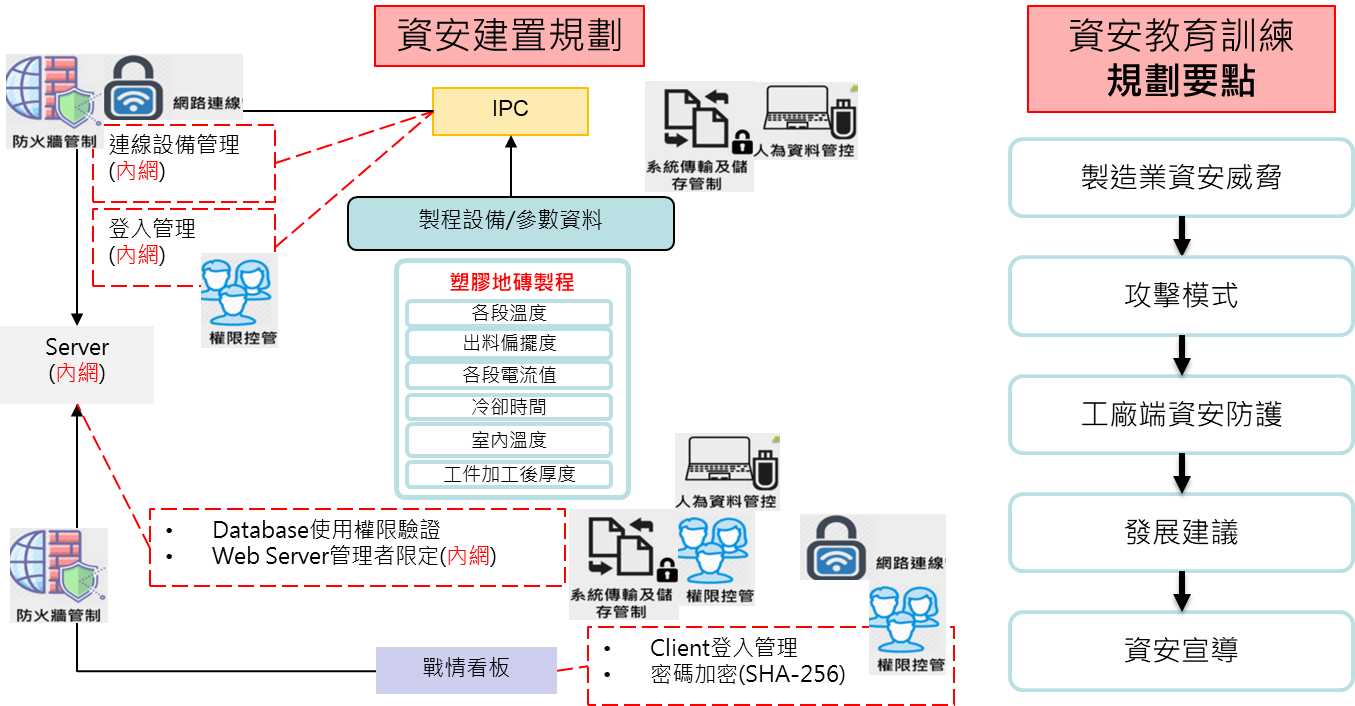 資安建置規劃
資安教育訓練
規劃要點
網路連線
防火牆管制
IPC
連線設備管理
(內網)
登入管理
(內網)
權限控管
系統傳輸及儲
存管制
人為資料管控
製程設備/參數資料
塑膠地磚製程
各段溫度
出料偏擺度
各段電流值
冷卻時間
室內溫度
工件加工後厚度
Server
(內網)
人為資料管控
• Database使用權限驗證
• Web Server管理者限定(內網)
系統傳輸及儲
存管制
權限控管
網路連線
權限控管
防火牆管制
• Client登入管理
• 密碼加密(SHA-256)
戰情看板
製造業資安威脅
攻擊模式
工廠端資安防護
發展建議
資安宣導